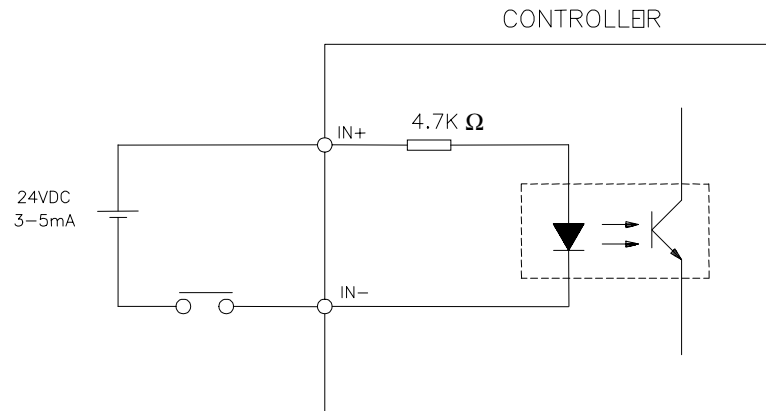 CONTROLLER
IN+
4.7K Ω
24VDC
3-5mA
IN-